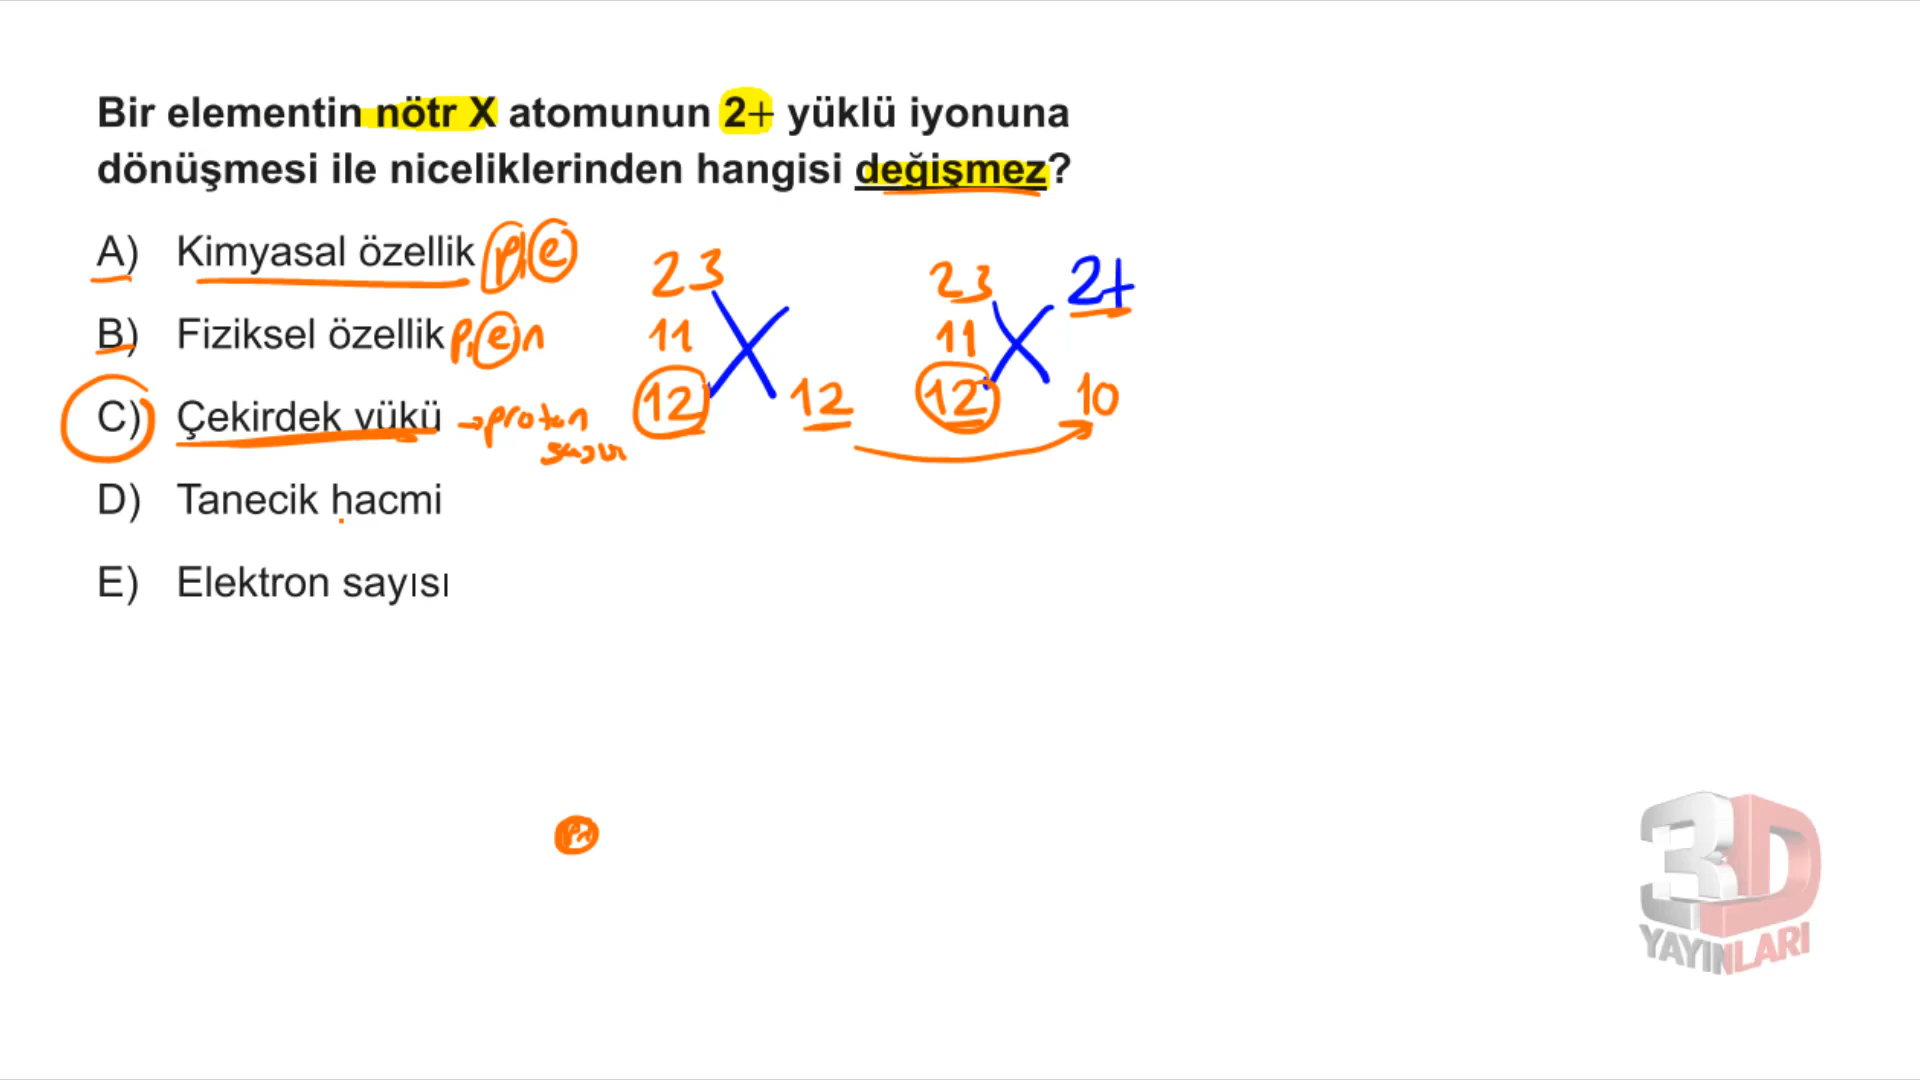 Bir elementin nötr X atomunun 2+ yüklü iyonuna
dönüşmesi ile niceliklerinden hangisi değişmez?
A) Kimyasal özellik p,e
B) Fiziksel özellik p,e,n
C) Çekirdek yükü → proton
sayısı
D) Tanecik hacmi
E) Elektron sayısı
23
11
12 X 12
23 2+
11
12 X 10
3D
YAYINLARI